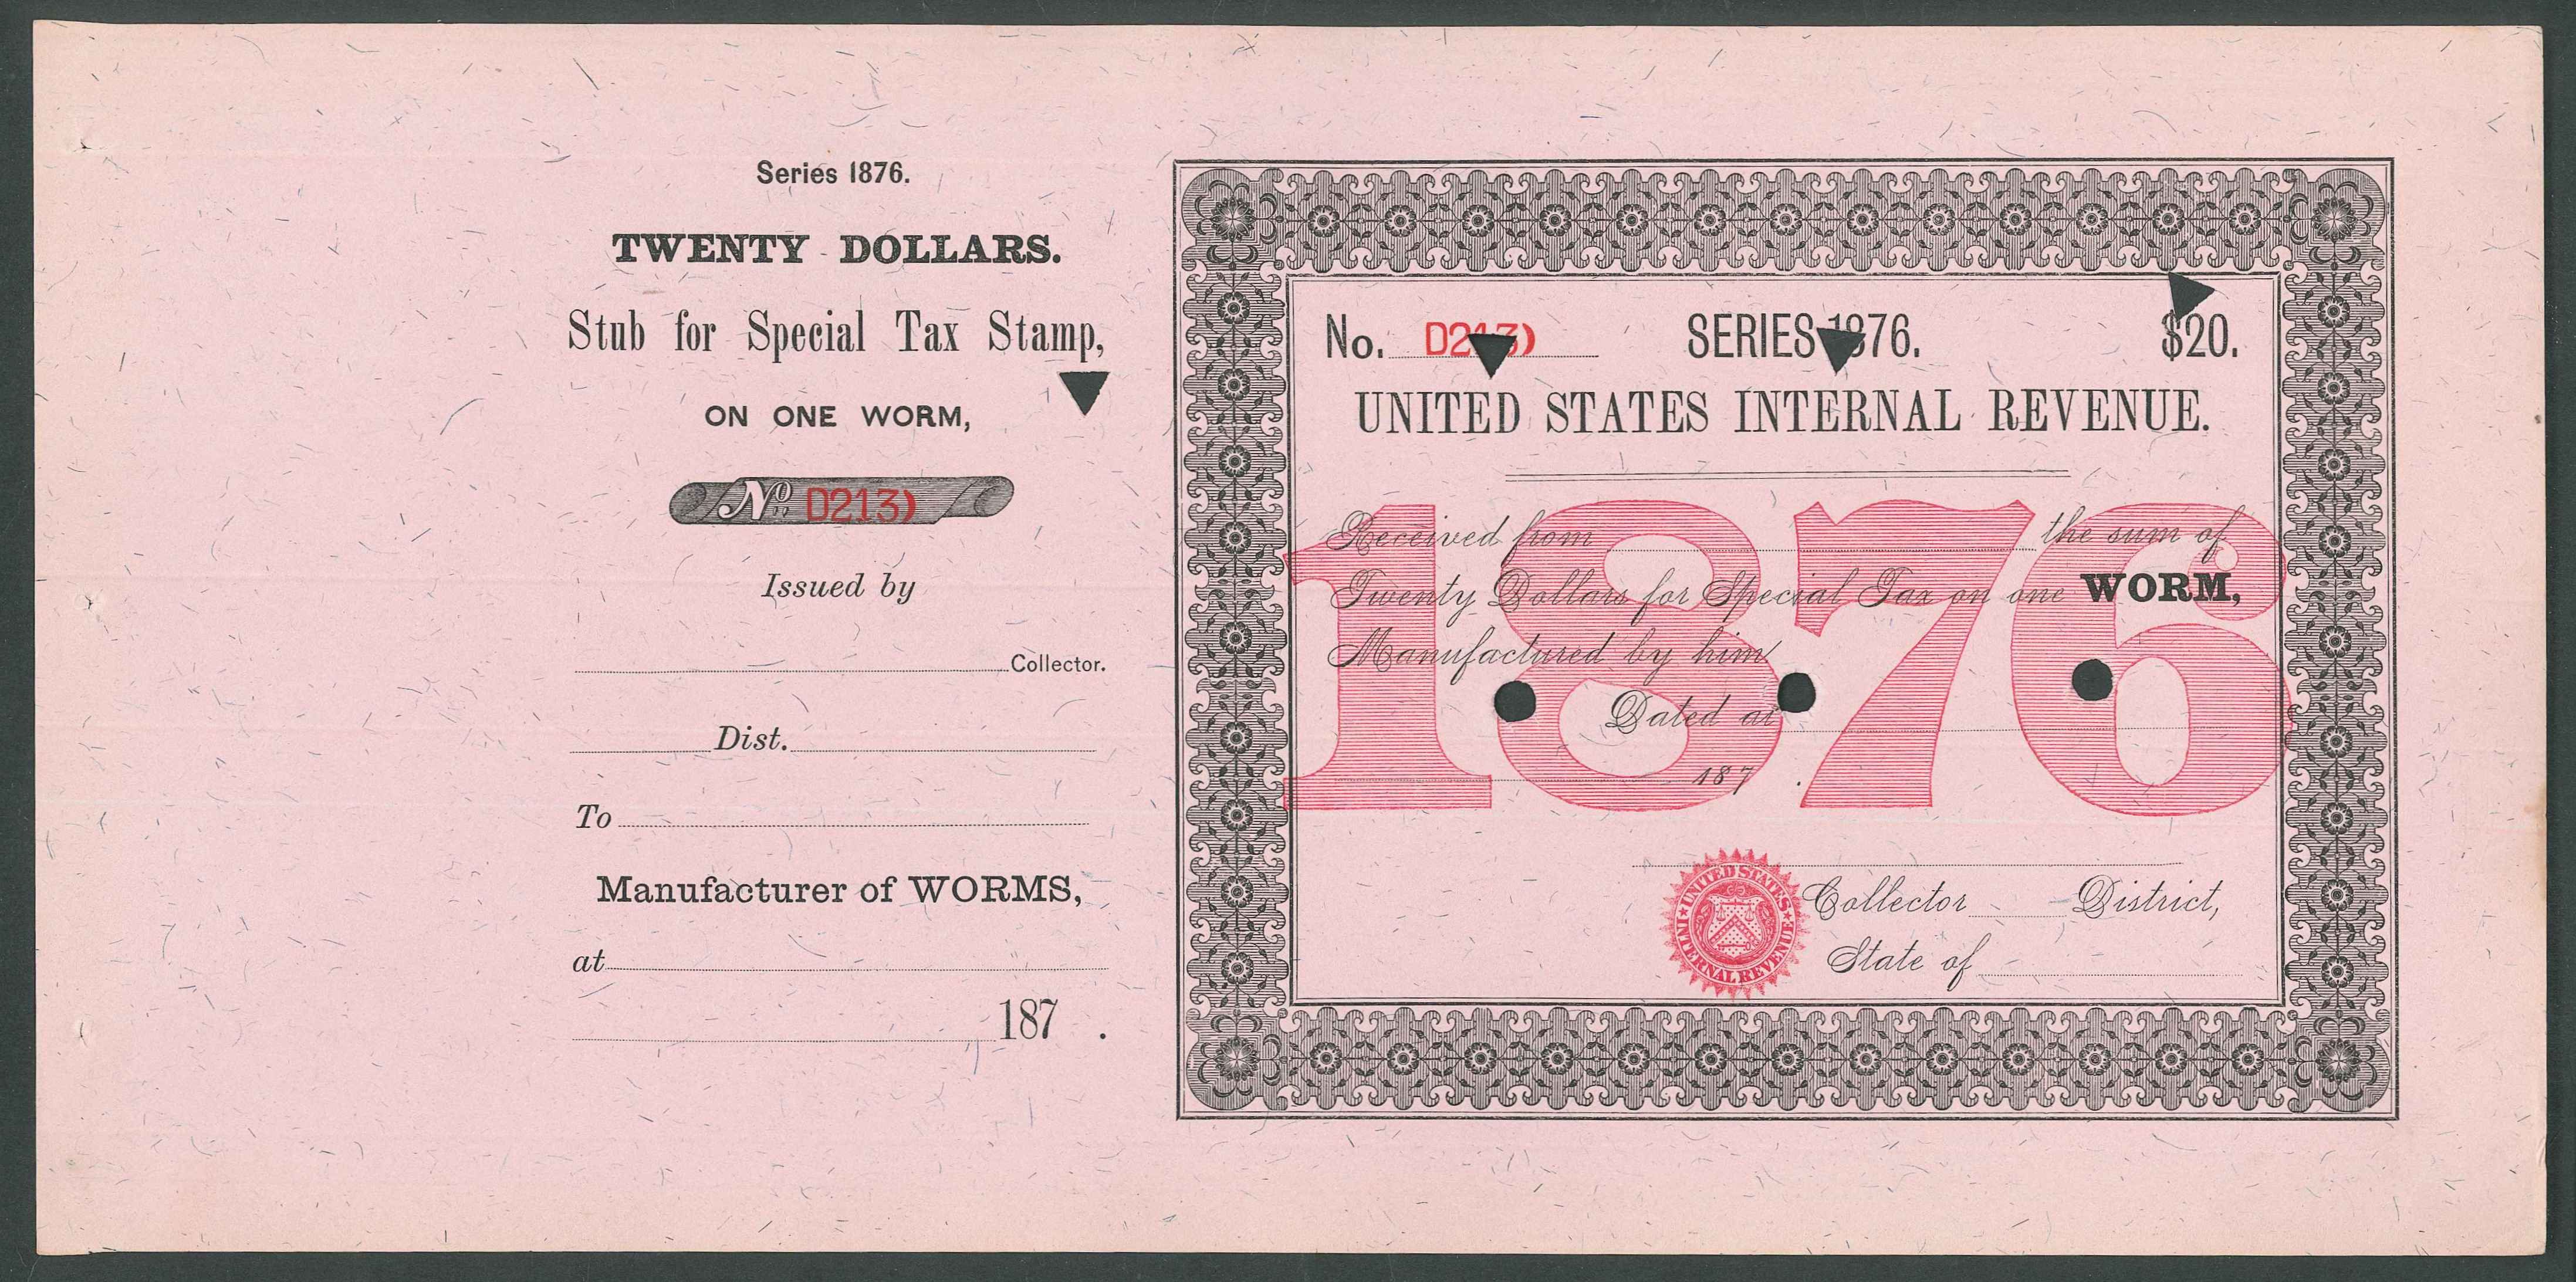 Series 1876.
TWENTY DOLLARS.
Stub for Special Tax Stamp,
ON ONE WORM,
No. D213)
Issued by
Collector.
Dist.
To
Manufacturer of WORMS,
at
187 .
No. D213) SERIES 1876. $20.
UNITED STATES INTERNAL REVENUE.
1876
Received from the sum of
Twenty Dollars for Special Tax on one WORM,
Manufactured by him
Dated at
187 .
UNITED STATES INTERNAL REVENUE
Collector District,
State of